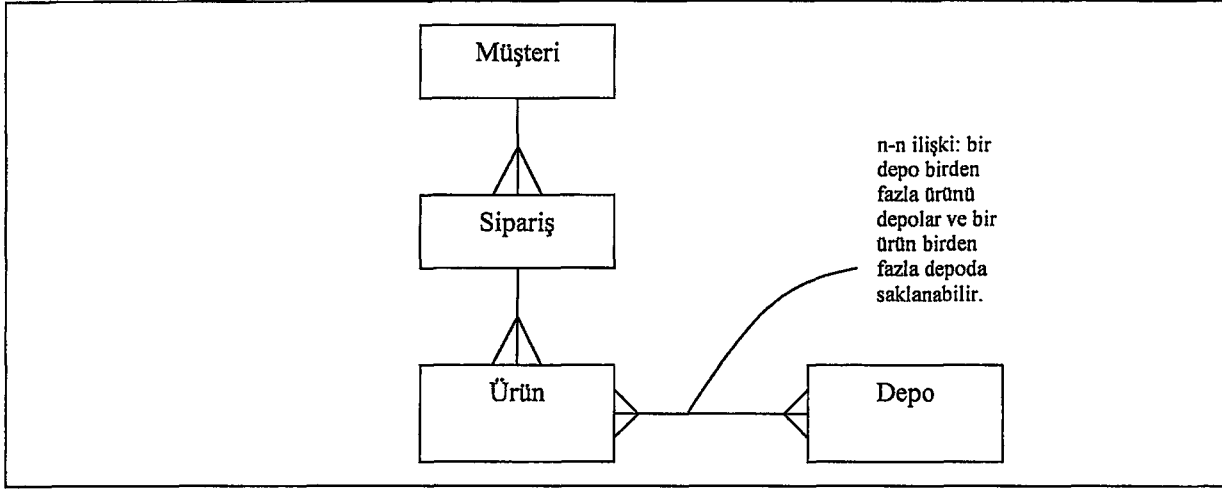 Müşteri
Sipariş
Ürün
Depo
n-n ilişki: bir
depo birden
fazla ürünü
depolar ve bir
ürün birden
fazla depoda
saklanabilir.